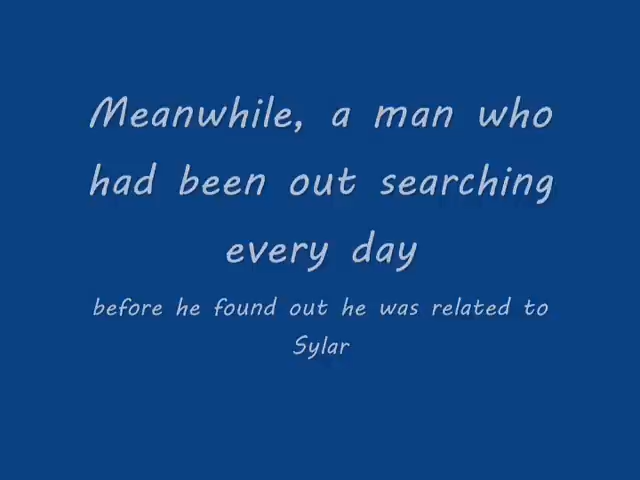 Meanwhile, a man who
had been out searching
every day
before he found out he was related to
Sylar